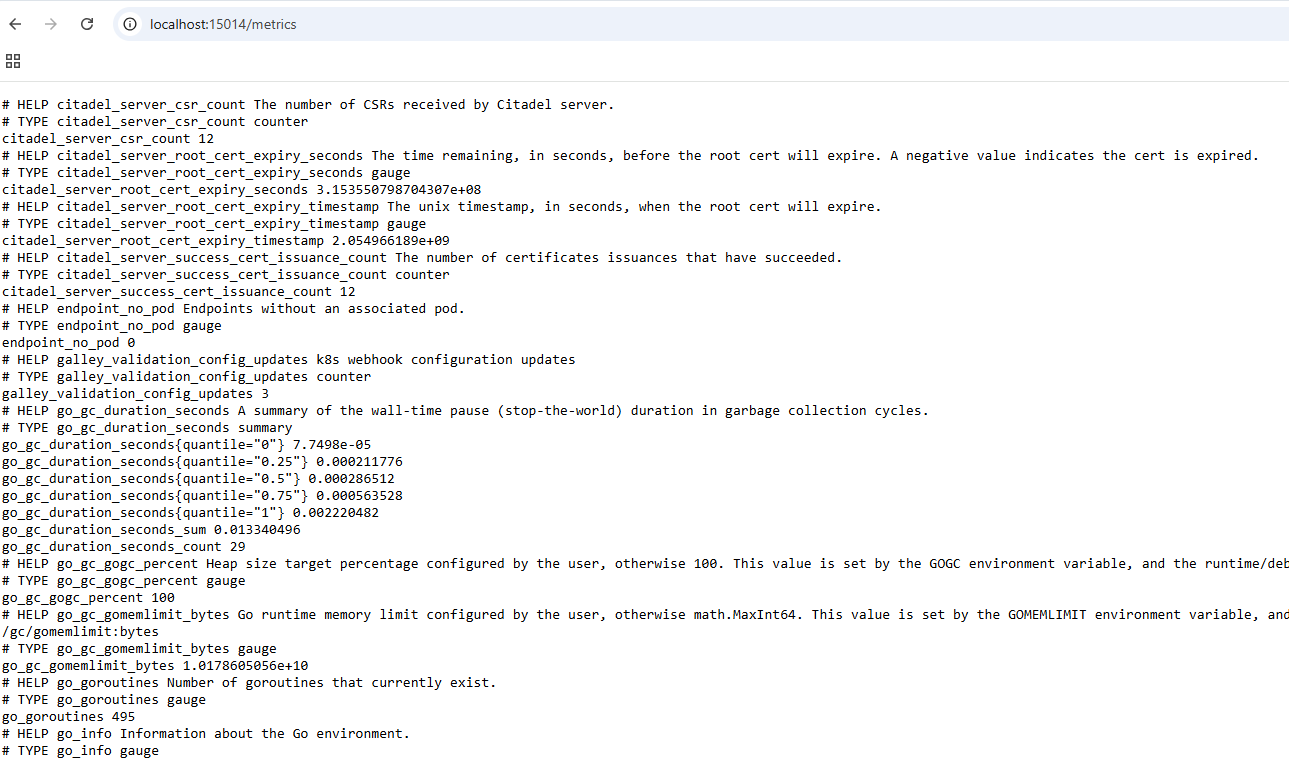 localhost:15014/metrics
# HELP citadel_server_csr_count The number of CSRs received by Citadel server.
# TYPE citadel_server_csr_count counter
citadel_server_csr_count 12
# HELP citadel_server_root_cert_expiry_seconds The time remaining, in seconds, before the root cert will expire. A negative value indicates the cert is expired.
# TYPE citadel_server_root_cert_expiry_seconds gauge
citadel_server_root_cert_expiry_seconds 3.153550798704307e+08
# HELP citadel_server_root_cert_expiry_timestamp The unix timestamp, in seconds, when the root cert will expire.
# TYPE citadel_server_root_cert_expiry_timestamp gauge
citadel_server_root_cert_expiry_timestamp 2.054966189e+09
# HELP citadel_server_success_cert_issuance_count The number of certificates issuances that have succeeded.
# TYPE citadel_server_success_cert_issuance_count counter
citadel_server_success_cert_issuance_count 12
# HELP endpoint_no_pod Endpoints without an associated pod.
# TYPE endpoint_no_pod gauge
endpoint_no_pod 0
# HELP galley_validation_config_updates k8s webhook configuration updates
# TYPE galley_validation_config_updates counter
galley_validation_config_updates 3
# HELP go_gc_duration_seconds A summary of the wall-time pause (stop-the-world) duration in garbage collection cycles.
# TYPE go_gc_duration_seconds summary
go_gc_duration_seconds{quantile="0"} 7.7498e-05
go_gc_duration_seconds{quantile="0.25"} 0.000211776
go_gc_duration_seconds{quantile="0.5"} 0.000286512
go_gc_duration_seconds{quantile="0.75"} 0.000563528
go_gc_duration_seconds{quantile="1"} 0.002220482
go_gc_duration_seconds_sum 0.013340496
go_gc_duration_seconds_count 29
# HELP go_gc_gogc_percent Heap size target percentage configured by the user, otherwise 100. This value is set by the GOGC environment variable, and the runtime/deb
# TYPE go_gc_gogc_percent gauge
go_gc_gogc_percent 100
# HELP go_gc_gomemlimit_bytes Go runtime memory limit configured by the user, otherwise math.MaxInt64. This value is set by the GOMEMLIMIT environment variable, and
/gc/gomemlimit:bytes
# TYPE go_gc_gomemlimit_bytes gauge
go_gc_gomemlimit_bytes 1.0178605056e+10
# HELP go_goroutines Number of goroutines that currently exist.
# TYPE go_goroutines gauge
go_goroutines 495
# HELP go_info Information about the Go environment.
# TYPE go_info gauge